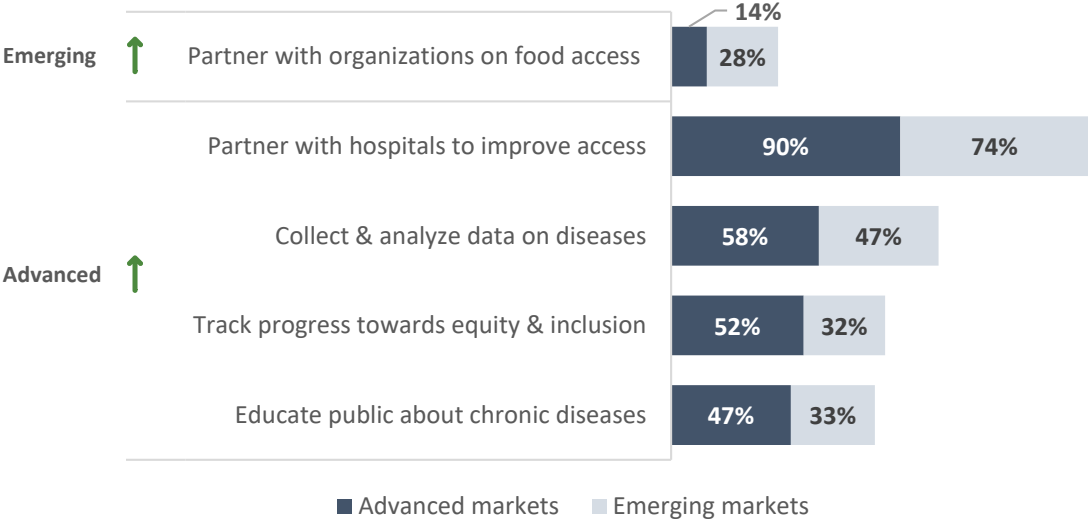 14%
Emerging
Partner with organizations on food access
28%
Partner with hospitals to improve access
90%
74%
Collect & analyze data on diseases
58%
47%
Advanced
Track progress towards equity & inclusion
52%
32%
Educate public about chronic diseases
47%
33%
Advanced markets
Emerging markets